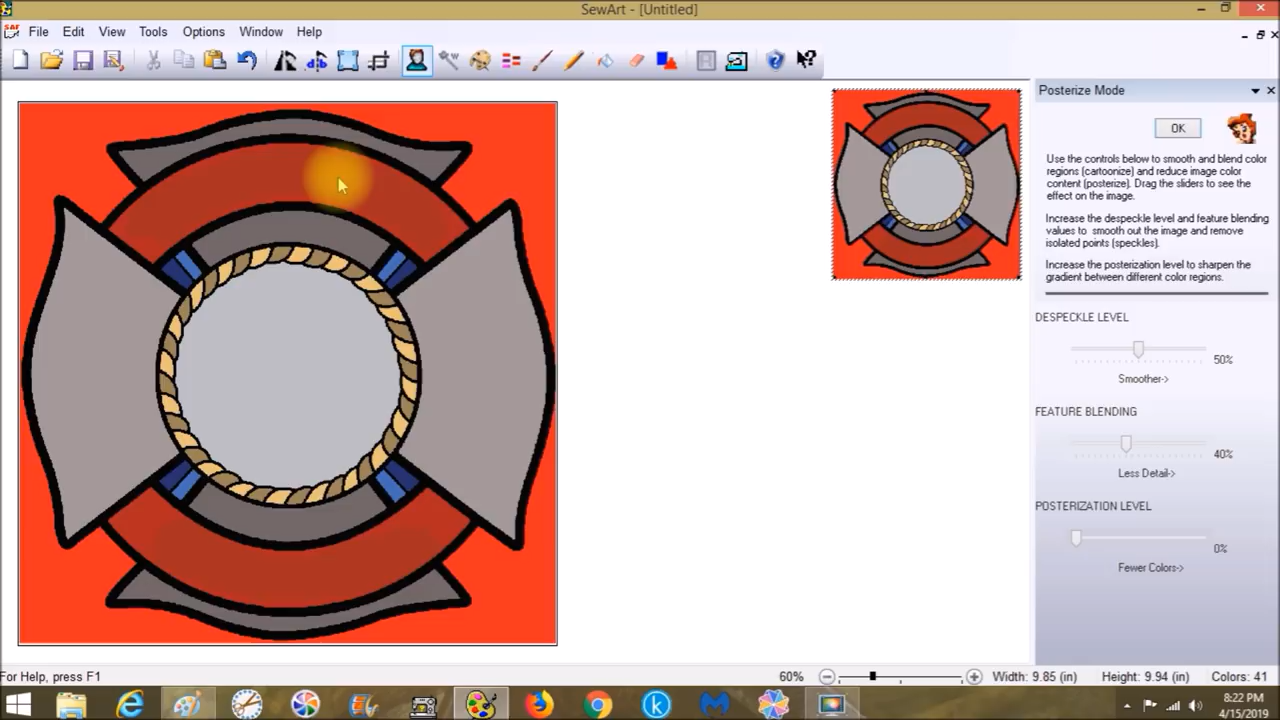 SewArt - [Untitled]
File Edit View Tools Options Window Help
Posterize Mode
OK
Use the controls below to smooth and blend color
regions (cartoonize) and reduce image color
content (posterize). Drag the sliders to see the
effect on the image.
Increase the despeckle level and feature blending
values to smooth out the image and remove
isolated points (speckles).
Increase the posterization level to sharpen the
gradient between different color regions.
DESPECKLE LEVEL
50%
Smoother->
FEATURE BLENDING
40%
Less Detail->
POSTERIZATION LEVEL
0%
Fewer Colors->
For Help, press F1
60%
Width: 9.85 (in)
Height: 9.94 (in)
Colors: 41
8:22 PM
4/15/2019